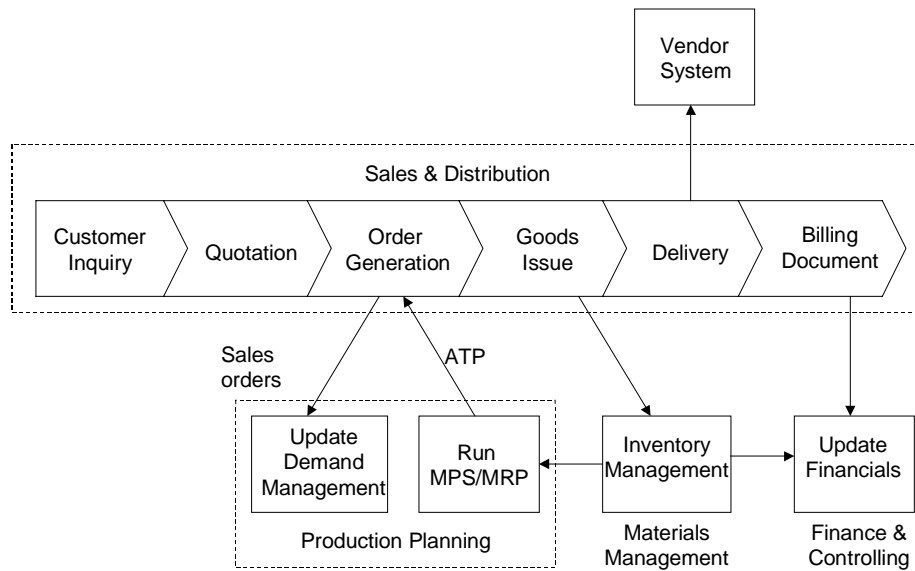 Vendor
System
Sales & Distribution
Customer
Inquiry
Quotation
Order
Generation
Goods
Issue
Delivery
Billing
Document
Sales
orders
ATP
Update
Demand
Management
Run
MPS/MRP
Inventory
Management
Update
Financials
Production Planning
Materials
Management
Finance &
Controlling